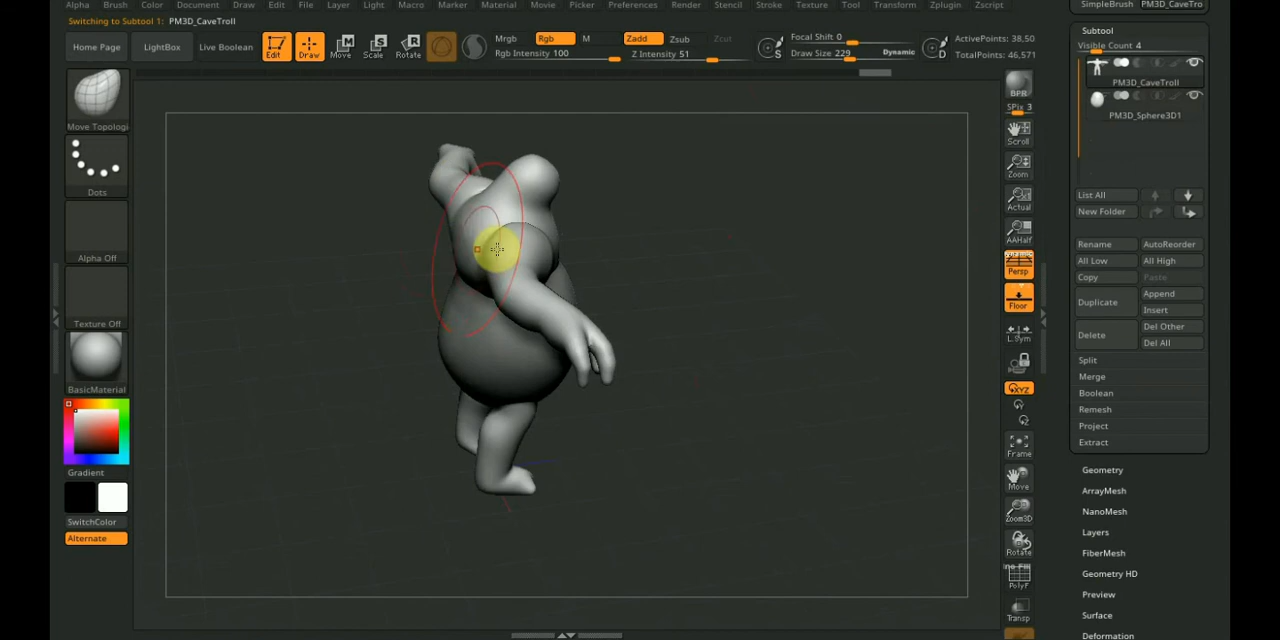 Alpha Brush Color Document Draw Edit File Layer Light Macro Marker Material Movie Picker Preferences Render Stencil Stroke Texture Tool Transform Zplugin Zscript
SimpleBrush PM3D_CaveTro
Switching to Subtool 1: PM3D_CaveTroll
Home Page LightBox Live Boolean Edit Draw Move Scale Rotate
Mrgb Rgb M
Rgb Intensity 100
Zadd Zsub Zcut
Z Intensity 51
Focal Shift 0
Draw Size 229 Dynamic
ActivePoints: 38,50
TotalPoints: 46,571
Move Topologi
Dots
Alpha Off
Texture Off
BasicMaterial
Gradient
SwitchColor
Alternate
BPR
SPix 3
Scroll
Zoom
Actual
AAHalf
Persp
Floor
L.Sym
XYZ
Frame
Move
Zoom3D
Rotate
PolyF
Transp
Subtool
Visible Count 4
PM3D_CaveTroll
PM3D_Sphere3D1
List All
New Folder
Rename AutoReorder
All Low All High
Copy Paste
Duplicate Append
Insert
Delete Del Other
Del All
Split
Merge
Boolean
Remesh
Project
Extract
Geometry
ArrayMesh
NanoMesh
Layers
FiberMesh
Geometry HD
Preview
Surface
Deformation